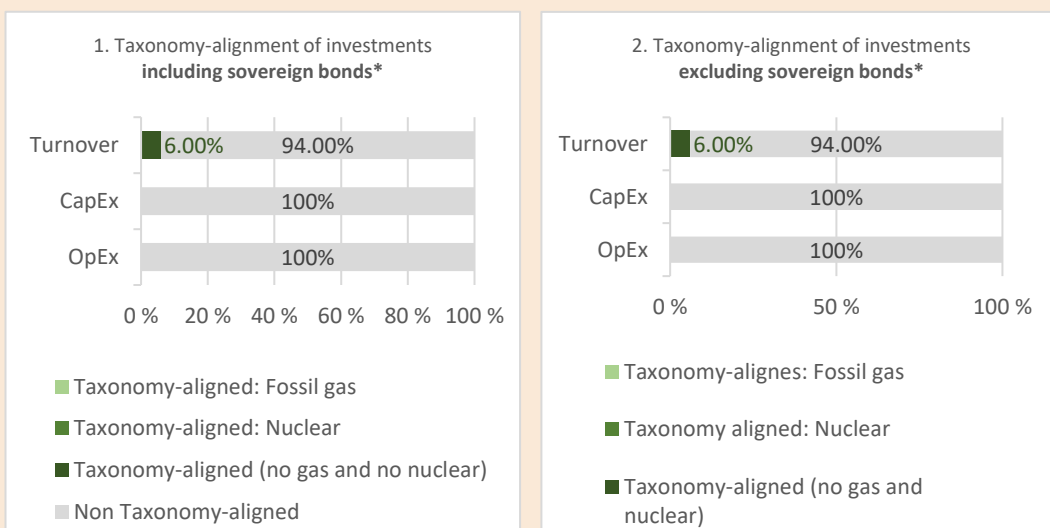 1. Taxonomy-alignment of investments
including sovereign bonds*
Turnover 6.00% 94.00%
CapEx 100%
OpEx 100%
0 % 20 % 40 % 60 % 80 % 100 %
Taxonomy-aligned: Fossil gas
Taxonomy-aligned: Nuclear
Taxonomy-aligned (no gas and no nuclear)
Non Taxonomy-aligned
2. Taxonomy-alignment of investments
excluding sovereign bonds*
Turnover 6.00% 94.00%
CapEx 100%
OpEx 100%
0 % 50 % 100 %
Taxonomy-alignes: Fossil gas
Taxonomy aligned: Nuclear
Taxonomy-aligned (no gas and
nuclear)